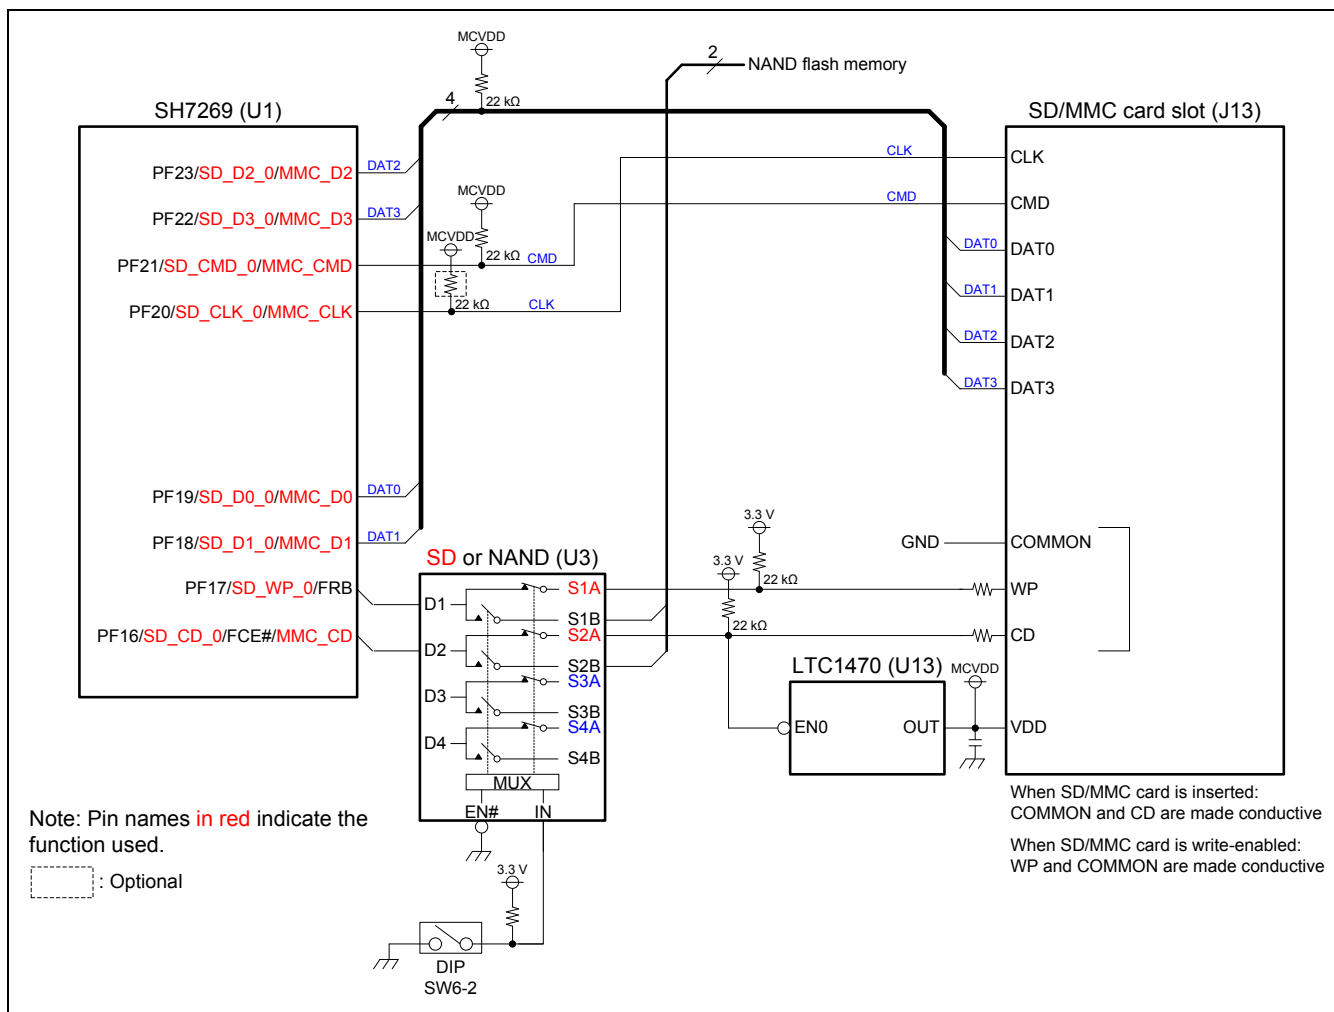 MCVDD
2
NAND flash memory
SH7269 (U1)
4
22 kΩ
SD/MMC card slot (J13)
PF23/SD_D2_0/MMC_D2
DAT2
CLK
CLK
PF22/SD_D3_0/MMC_D3
DAT3
MCVDD
CMD
CMD
MCVDD
DAT0
DAT0
PF21/SD_CMD_0/MMC_CMD
22 kΩ
CMD
DAT1
DAT1
PF20/SD_CLK_0/MMC_CLK
22 kΩ
CLK
DAT2
DAT2
DAT3
DAT3
PF19/SD_D0_0/MMC_D0
DAT0
PF18/SD_D1_0/MMC_D1
DAT1
3.3 V
GND
COMMON
SD or NAND (U3)
3.3 V
PF17/SD_WP_0/FRB
D1
S1A
22 kΩ
WP
S1B
22 kΩ
PF16/SD_CD_0/FCE#/MMC_CD
D2
S2A
CD
S2B
LTC1470 (U13)
MCVDD
D3
S3A
S3B
D4
S4A
EN0
OUT
VDD
S4B
MUX
EN#
IN
When SD/MMC card is inserted:
COMMON and CD are made conductive
When SD/MMC card is write-enabled:
WP and COMMON are made conductive
Note: Pin names in red indicate the
function used.
: Optional
3.3 V
DIP
SW6-2